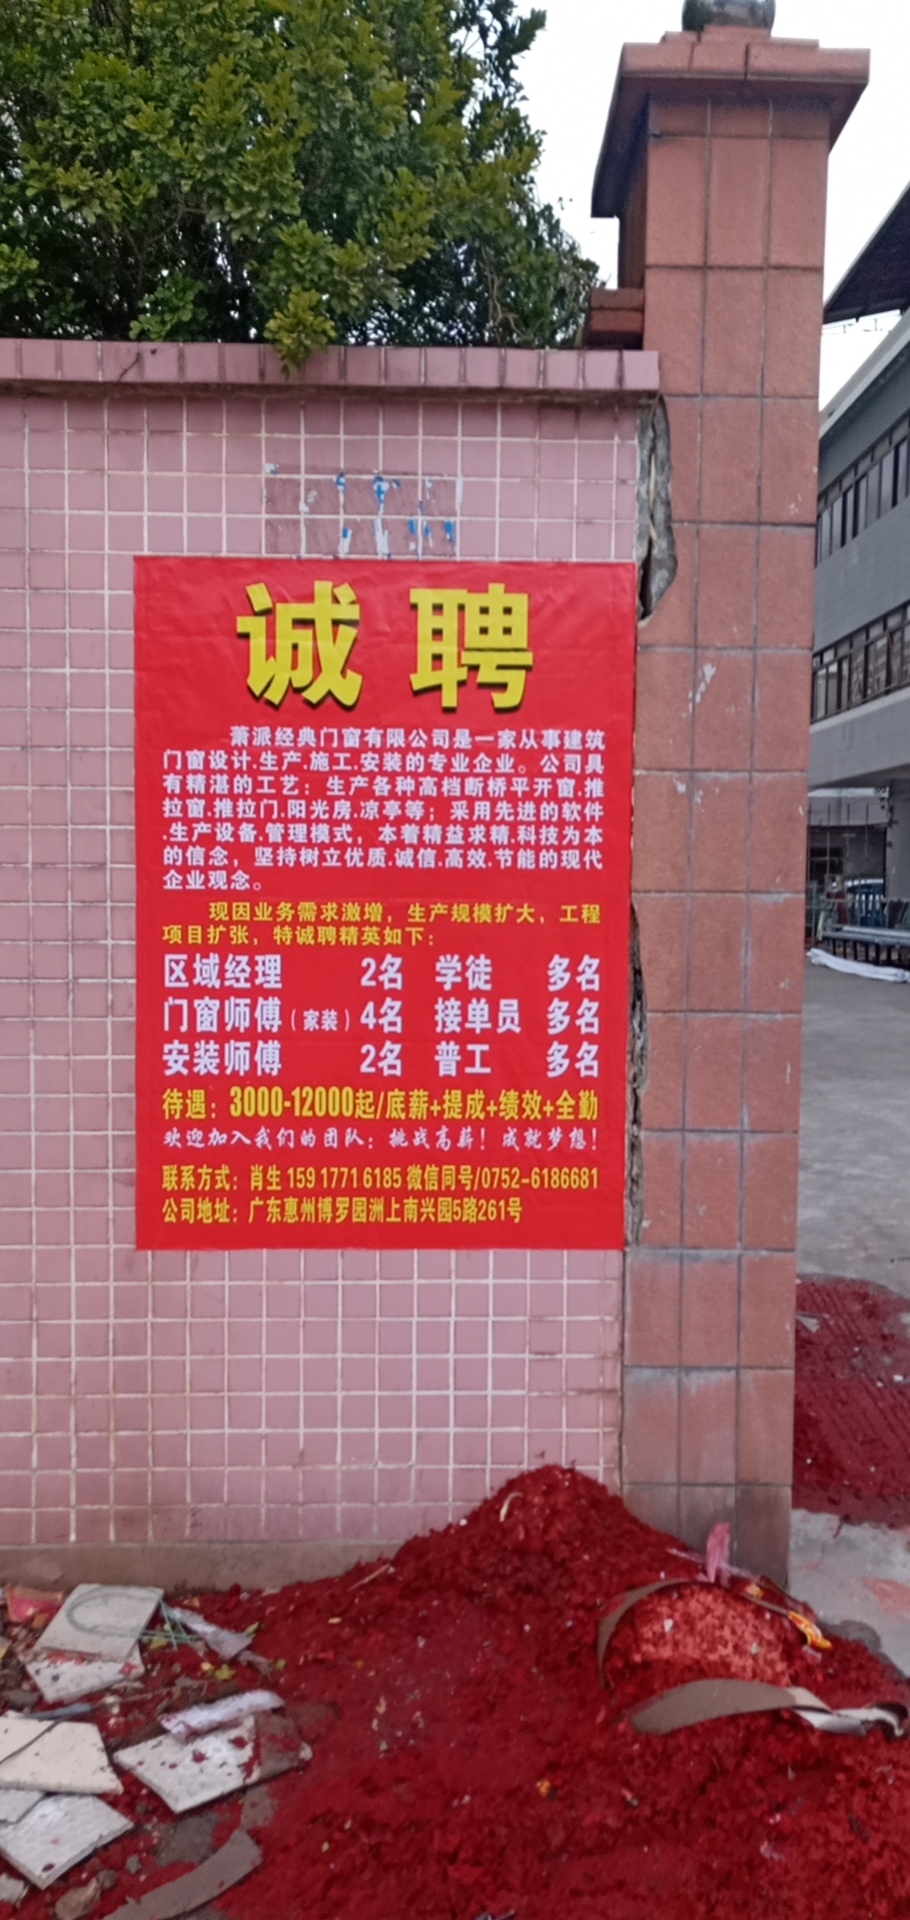 诚聘
萧派经典门窗有限公司是一家从事建筑
门窗设计.生产.施工.安装的专业企业。公司具
有精湛的工艺；生产各种高档断桥平开窗.推
拉窗.推拉门.阳光房.凉亭等；采用先进的软件
.生产设备.管理模式，本着精益求精.科技为本
的信念，坚持树立优质.诚信.高效.节能的现代
企业观念。
现因业务需求激增，生产规模扩大，工程
项目扩张，特诚聘精英如下：
区域经理 2名 学徒 多名
门窗师傅（家装）4名 接单员 多名
安装师傅 2名 普工 多名
待遇：3000-12000起/底薪+提成+绩效+全勤
欢迎加入我们的团队：挑战高薪！成就梦想！
联系方式：肖生 159 1771 6185 微信同号/0752-6186681
公司地址：广东惠州博罗园洲上南兴园5路261号